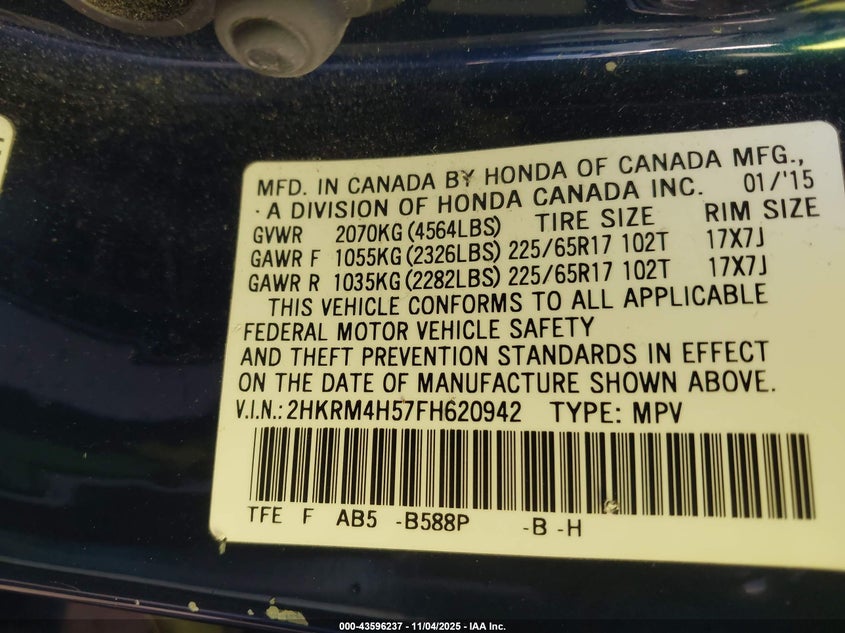 MFD. IN CANADA BY HONDA OF CANADA MFG.,
· A DIVISION OF HONDA CANADA INC. 01/'15
GVWR 2070KG (4564LBS) TIRE SIZE RIM SIZE
GAWR F 1055KG (2326LBS) 225/65R17 102T 17X7J
GAWR R 1035KG (2282LBS) 225/65R17 102T 17X7J
THIS VEHICLE CONFORMS TO ALL APPLICABLE
FEDERAL MOTOR VEHICLE SAFETY
AND THEFT PREVENTION STANDARDS IN EFFECT
ON THE DATE OF MANUFACTURE SHOWN ABOVE.
V.I.N.: 2HKRM4H57FH620942 TYPE: MPV
TFE F AB5 -B588P -B -H
000-43596237 - 11/04/2025 - IAA Inc.